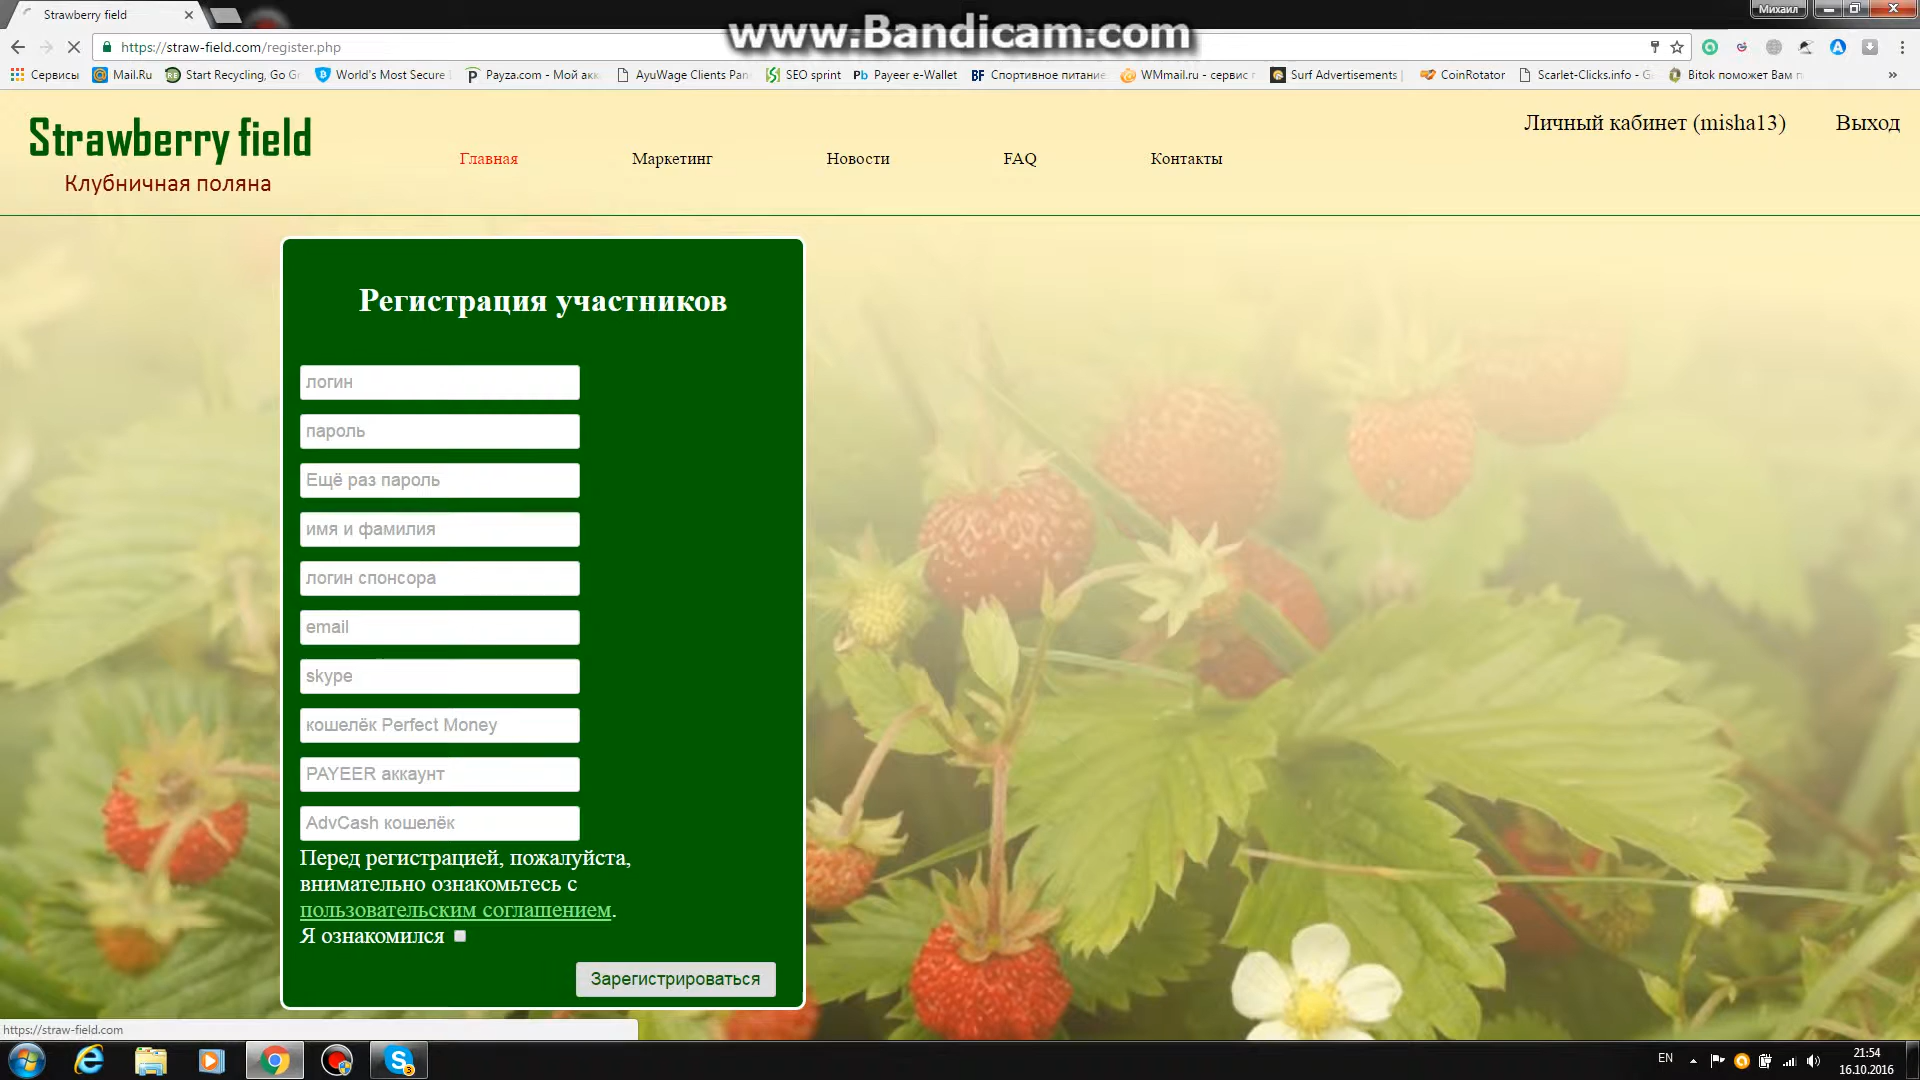 Strawberry field
Михаил
www.Bandicam.com
https://straw-field.com/register.php
Сервисы
Mail.Ru
Start Recycling, Go Gr
World's Most Secure
Payza.com - Мой акк
AyuWage Clients Pan
SEO sprint
Payeer e-Wallet
Спортивное питание
WMmail.ru - сервис
Surf Advertisements
CoinRotator
Scarlet-Clicks.info - G
Bitok поможет Вам
Strawberry field
Клубничная поляна
Главная
Маркетинг
Новости
FAQ
Контакты
Личный кабинет (misha13)
Выход
Регистрация участников
логин
пароль
Ещё раз пароль
имя и фамилия
логин спонсора
email
skype
кошелёк Perfect Money
PAYEER аккаунт
AdvCash кошелёк
Перед регистрацией, пожалуйста,
внимательно ознакомьтесь с
пользовательским соглашением.
Я ознакомился
Зарегистрироваться
https://straw-field.com
EN
21:54
16.10.2016